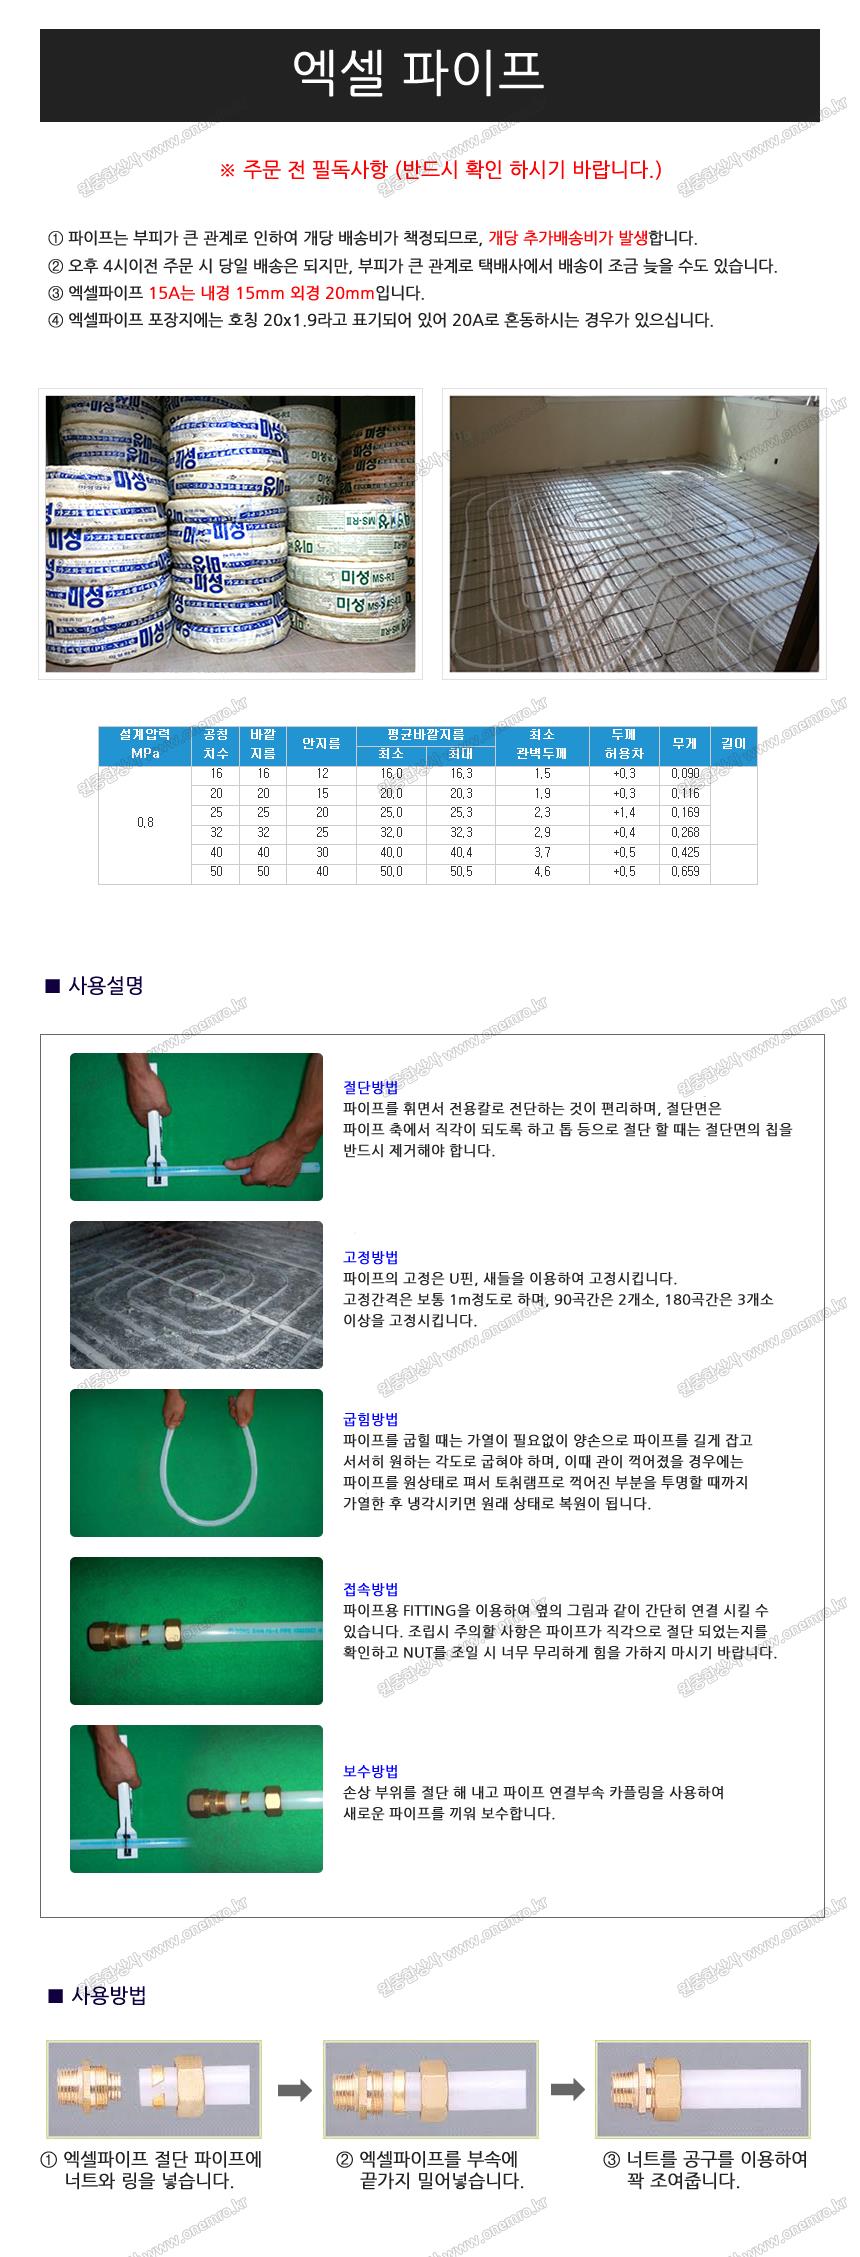 엑셀 파이프
※ 주문 전 필독사항 (반드시 확인 하시기 바랍니다.)
① 파이프는 부피가 큰 관계로 인하여 개당 배송비가 책정되므로, 개당 추가배송비가 발생합니다.
② 오후 4시이전 주문 시 당일 배송은 되지만, 부피가 큰 관계로 택배사에서 배송이 조금 늦을 수도 있습니다.
③ 엑셀파이프 15A는 내경 15mm 외경 20mm입니다.
④ 엑셀파이프 포장지에는 호칭 20x1.9라고 표기되어 있어 20A로 혼동하시는 경우가 있으십니다.
미성
미성
미성
미성
미성 MS-RⅡ
미성
설계압력 MPa 공칭 치수 바깥 지름 안지름 평균바깥지름 최소 최대 최소 관벽두께 두께 허용차 무게 길이
0.8
16 16 12 16.0 16.3 1.5 +0.3 0.090
20 20 15 20.0 20.3 1.9 +0.3 0.116
25 25 20 25.0 25.3 2.3 +1.4 0.169
32 32 25 32.0 32.3 2.9 +0.4 0.268
40 40 30 40.0 40.4 3.7 +0.5 0.425
50 50 40 50.0 50.5 4.6 +0.5 0.659
■ 사용설명
절단방법
파이프를 휘면서 전용칼로 전단하는 것이 편리하며, 절단면은
파이프 축에서 직각이 되도록 하고 톱 등으로 절단 할 때는 절단면의 칩을
반드시 제거해야 합니다.
고정방법
파이프의 고정은 U핀, 새들을 이용하여 고정시킵니다.
고정간격은 보통 1m정도로 하며, 90곡간은 2개소, 180곡간은 3개소
이상을 고정시킵니다.
굽힘방법
파이프를 굽힐 때는 가열이 필요없이 양손으로 파이프를 길게 잡고
서서히 원하는 각도로 굽혀야 하며, 이때 관이 꺽어졌을 경우에는
파이프를 원상태로 펴서 토취램프로 꺽어진 부분을 투명할 때까지
가열한 후 냉각시키면 원래 상태로 복원이 됩니다.
접속방법
파이프용 FITTING을 이용하여 옆의 그림과 같이 간단히 연결 시킬 수
있습니다. 조립시 주의할 사항은 파이프가 직각으로 절단 되었는지를
확인하고 NUT를 조일 시 너무 무리하게 힘을 가하지 마시기 바랍니다.
보수방법
손상 부위를 절단 해 내고 파이프 연결부속 카플링을 사용하여
새로운 파이프를 끼워 보수합니다.
■ 사용방법
① 엑셀파이프 절단 파이프에
너트와 링을 넣습니다.
② 엑셀파이프를 부속에
끝가지 밀어넣습니다.
③ 너트를 공구를 이용하여
꽉 조여줍니다.
원종합상사 www.onemro.kr